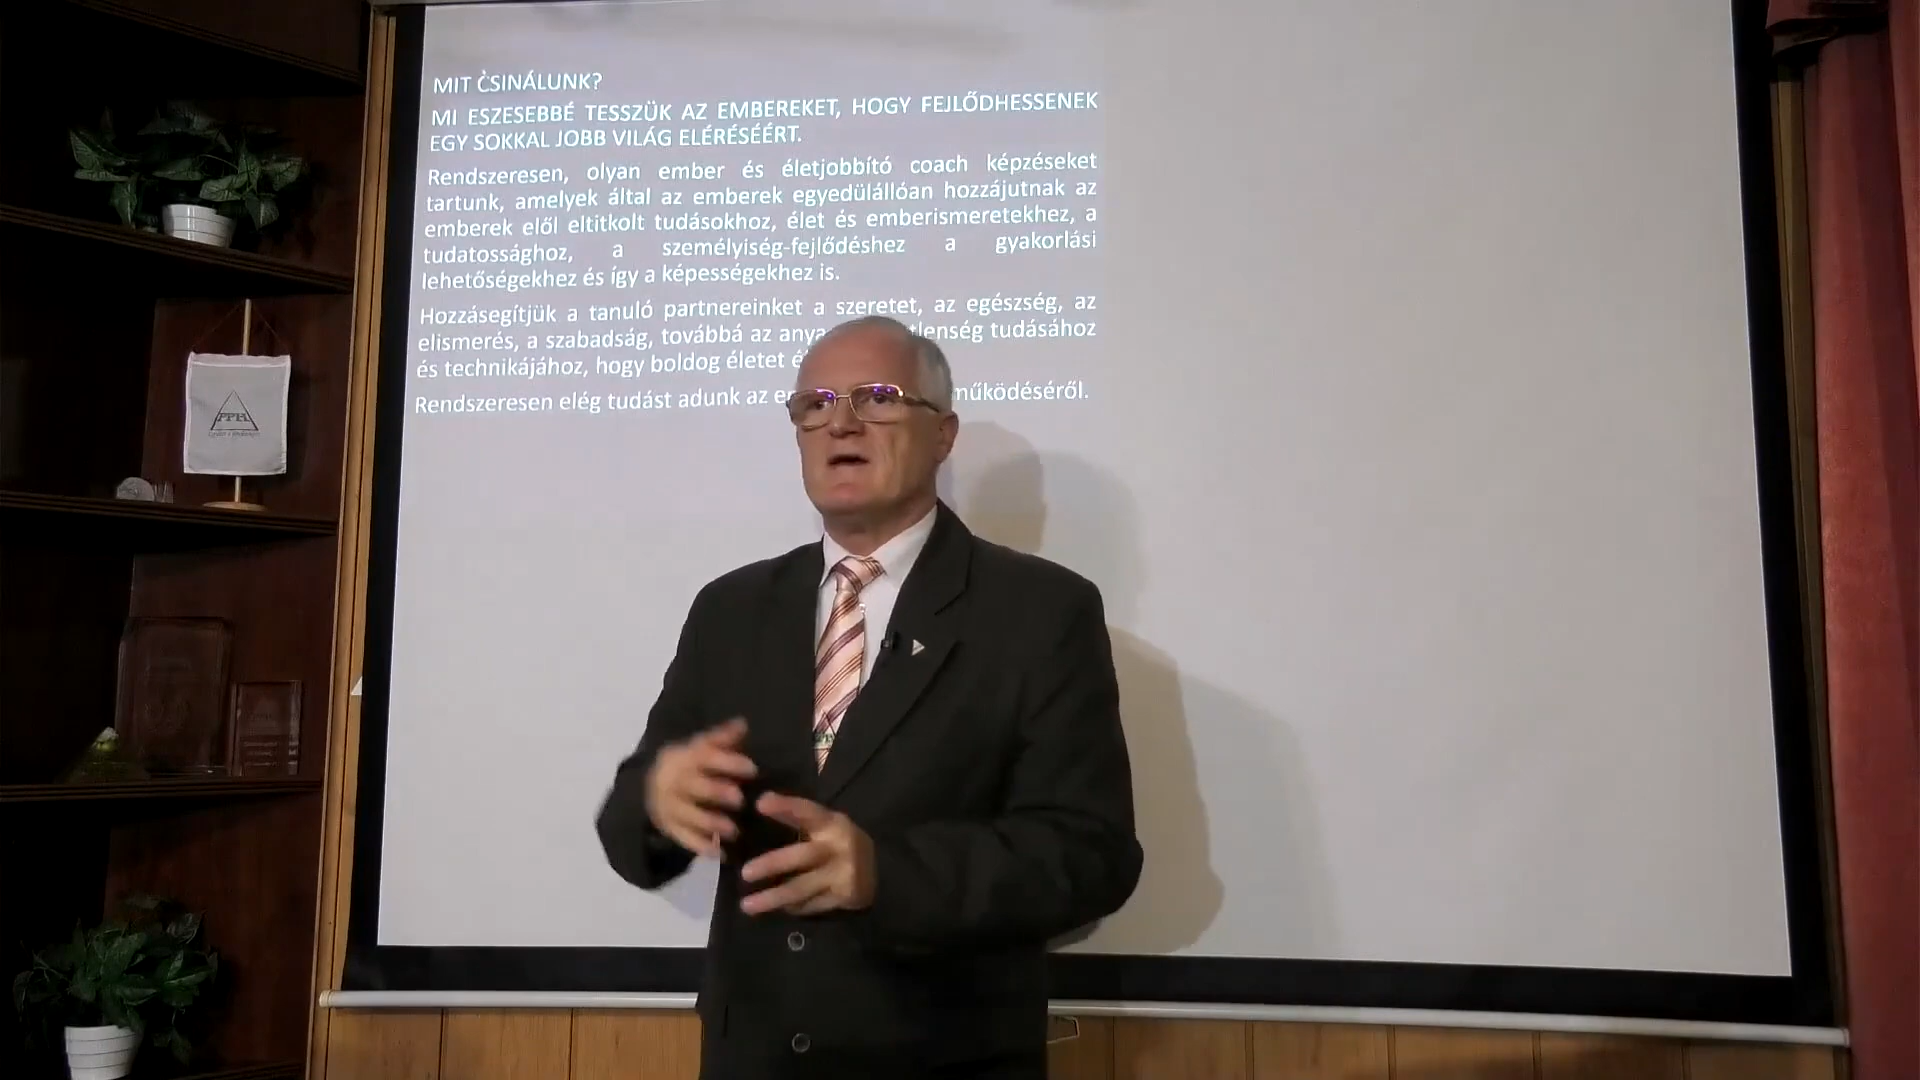 MIT CSINÁLUNK?
MI ESZESEBBÉ TESSZÜK AZ EMBEREKET, HOGY FEJLŐDHESSENEK
EGY SOKKAL JOBB VILÁG ELÉRÉSÉÉRT.
Rendszeresen, olyan ember és életjobbító coach képzéseket
tartunk, amelyek által az emberek egyedülállóan hozzájutnak az
emberek elől eltitkolt tudásokhoz, élet és emberismeretekhez, a
tudatossághoz, a személyiség-fejlődéshez a gyakorlási
lehetőségekhez és így a képességekhez is.
Hozzásegítjük a tanuló partnereinket a szeretet, az egészség, az
elismerés, a szabadság, továbbá az tudásához
és technikájához, hogy boldog életet
Rendszeresen elég tudást adunk az működéséről.
PPH